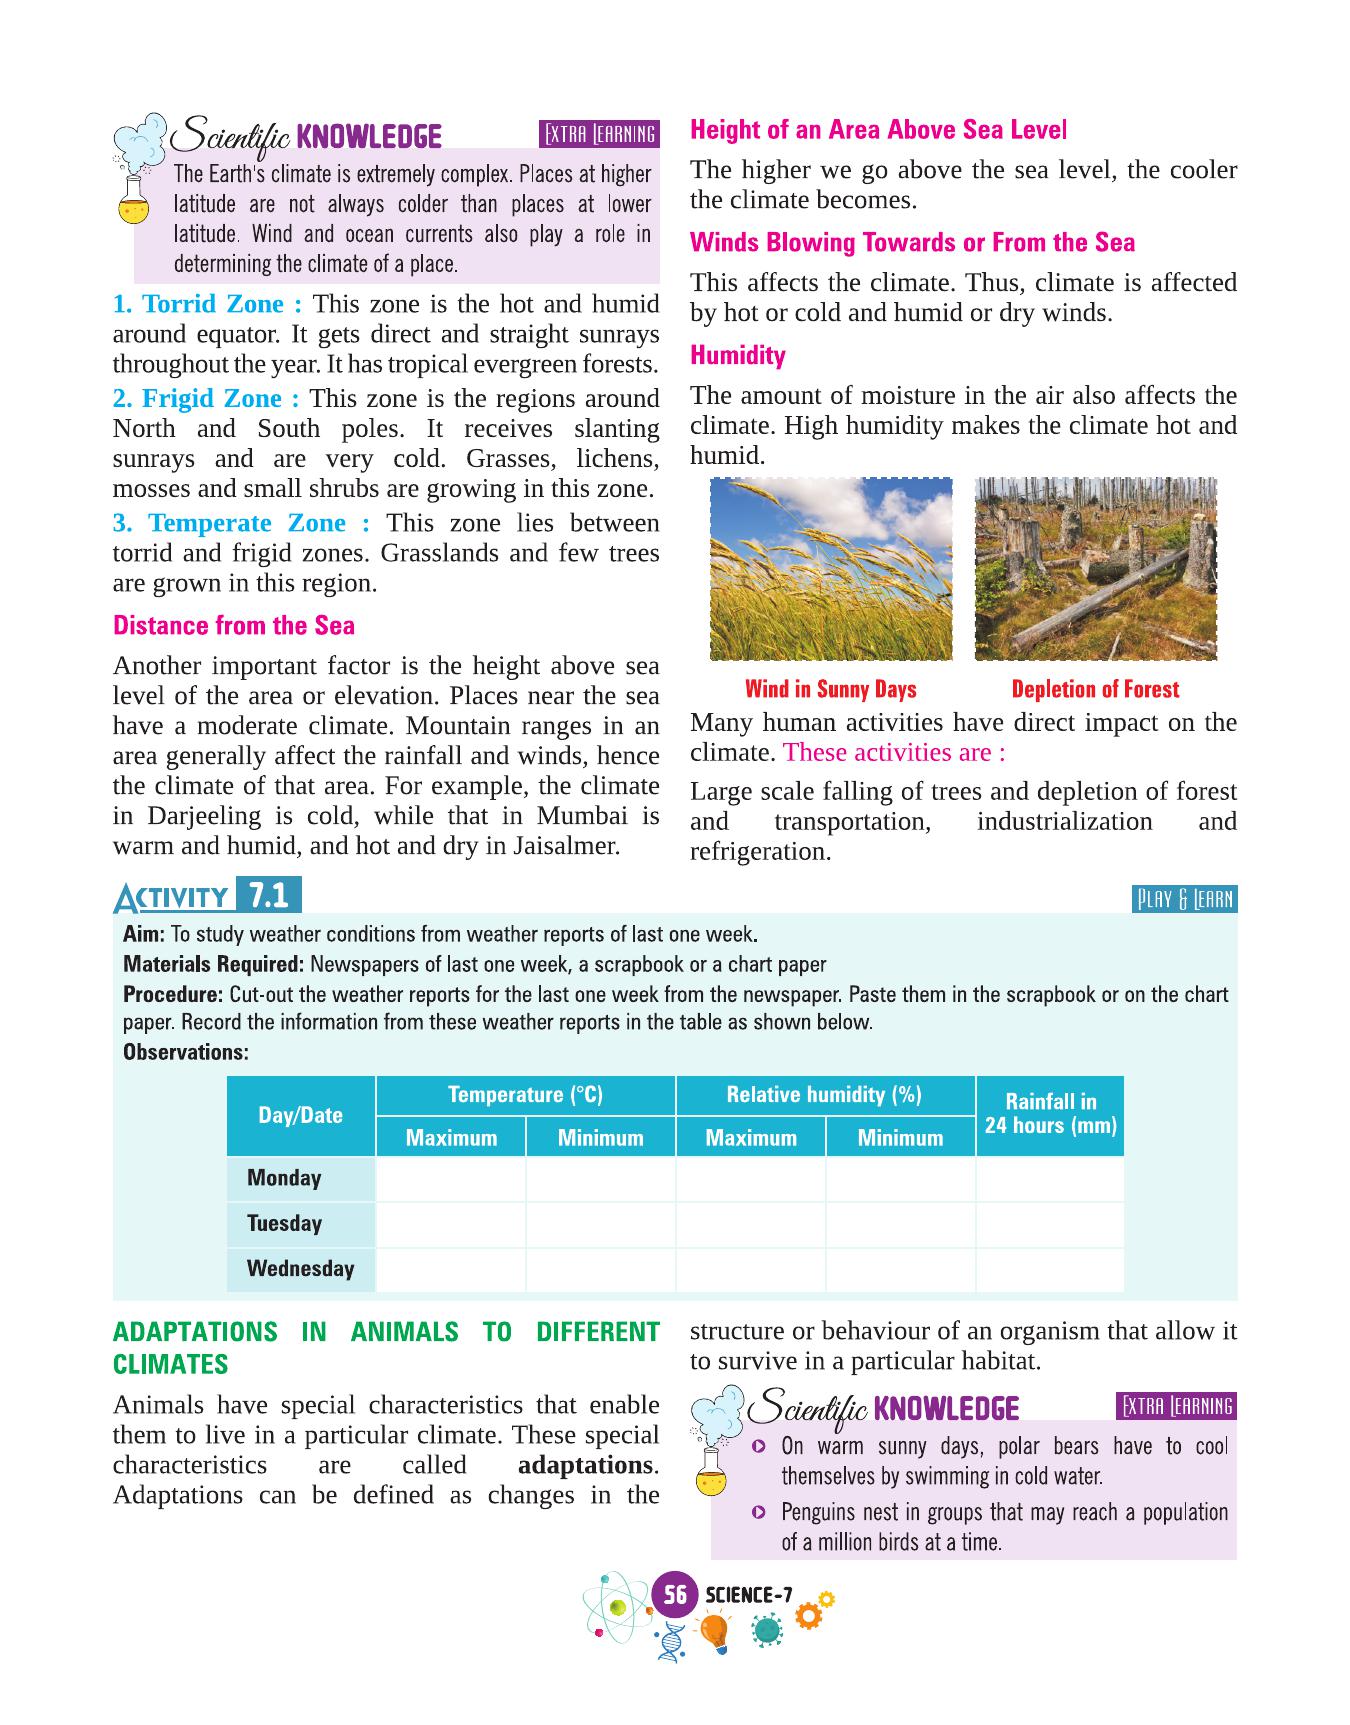 Scientific KNOWLEDGE
EXTRA LEARNING
The Earth's climate is extremely complex. Places at higher
latitude are not always colder than places at lower
latitude. Wind and ocean currents also play a role in
determining the climate of a place.
1. Torrid Zone : This zone is the hot and humid
around equator. It gets direct and straight sunrays
throughout the year. It has tropical evergreen forests.
2. Frigid Zone : This zone is the regions around
North and South poles. It receives slanting
sunrays and are very cold. Grasses, lichens,
mosses and small shrubs are growing in this zone.
3. Temperate Zone : This zone lies between
torrid and frigid zones. Grasslands and few trees
are grown in this region.
Distance from the Sea
Another important factor is the height above sea
level of the area or elevation. Places near the sea
have a moderate climate. Mountain ranges in an
area generally affect the rainfall and winds, hence
the climate of that area. For example, the climate
in Darjeeling is cold, while that in Mumbai is
warm and humid, and hot and dry in Jaisalmer.
Height of an Area Above Sea Level
The higher we go above the sea level, the cooler
the climate becomes.
Winds Blowing Towards or From the Sea
This affects the climate. Thus, climate is affected
by hot or cold and humid or dry winds.
Humidity
The amount of moisture in the air also affects the
climate. High humidity makes the climate hot and
humid.
Wind in Sunny Days
Depletion of Forest
Many human activities have direct impact on the
climate. These activities are :
Large scale falling of trees and depletion of forest
and transportation, industrialization and
refrigeration.
ACTIVITY 7.1
PLAY & LEARN
Aim: To study weather conditions from weather reports of last one week.
Materials Required: Newspapers of last one week, a scrapbook or a chart paper
Procedure: Cut-out the weather reports for the last one week from the newspaper. Paste them in the scrapbook or on the chart
paper. Record the information from these weather reports in the table as shown below.
Observations:
Day/Date
Temperature (°C)
Relative humidity (%)
Rainfall in
24 hours (mm)
Maximum
Minimum
Maximum
Minimum
Monday
Tuesday
Wednesday
ADAPTATIONS IN ANIMALS TO DIFFERENT
CLIMATES
Animals have special characteristics that enable
them to live in a particular climate. These special
characteristics are called adaptations.
Adaptations can be defined as changes in the
structure or behaviour of an organism that allow it
to survive in a particular habitat.
Scientific KNOWLEDGE
EXTRA LEARNING
On warm sunny days, polar bears have to cool
themselves by swimming in cold water.
Penguins nest in groups that may reach a population
of a million birds at a time.
56 SCIENCE-7